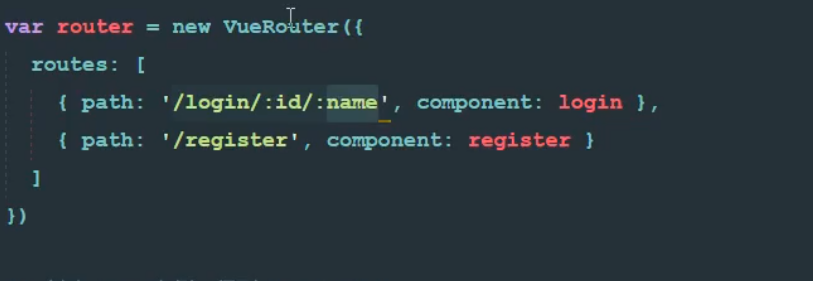 var router = new VueRouter({
routes: [
{ path: '/login/:id/:name', component: login },
{ path: '/register', component: register }
]
})